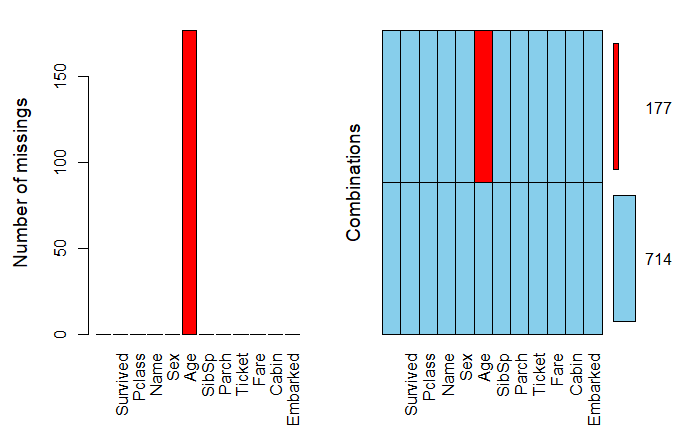 Number of missings
0
50
100
150
Survived
Pclass
Name
Sex
Age
SibSp
Parch
Ticket
Fare
Cabin
Embarked
Combinations
Survived
Pclass
Name
Sex
Age
SibSp
Parch
Ticket
Fare
Cabin
Embarked
177
714